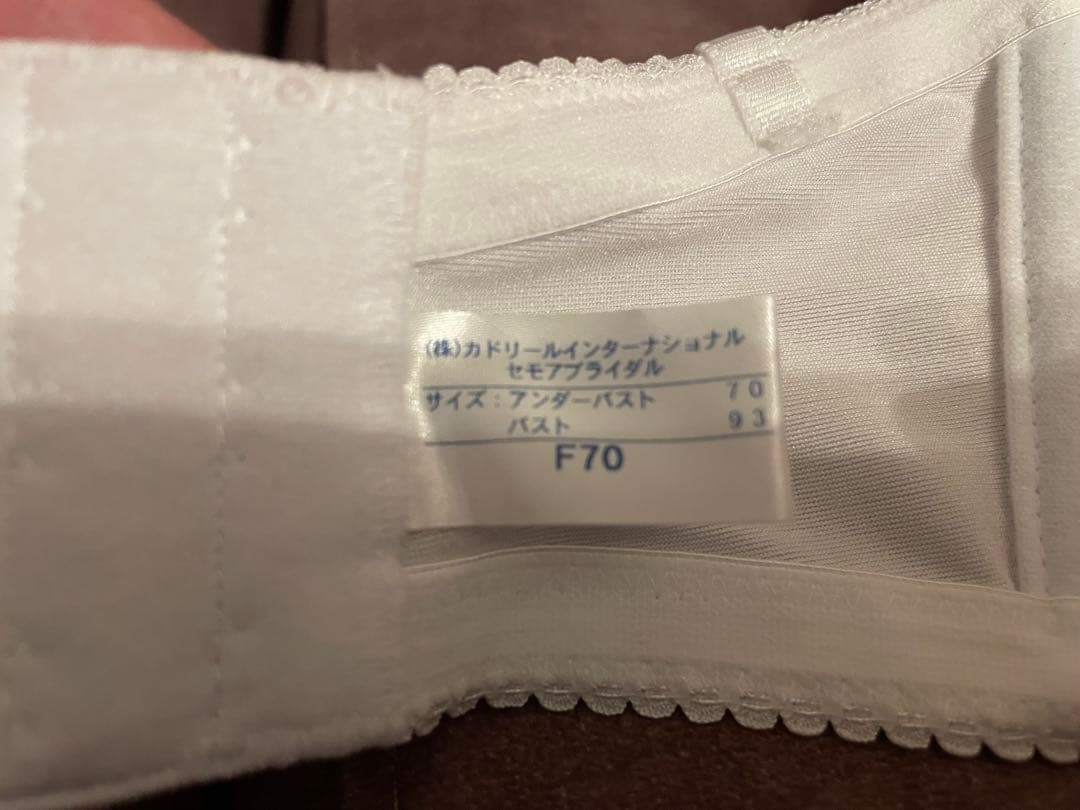 (株)カドリールインターナショナル
セモアブライダル
サイズ：アンダーバスト 70
バスト 93
F70